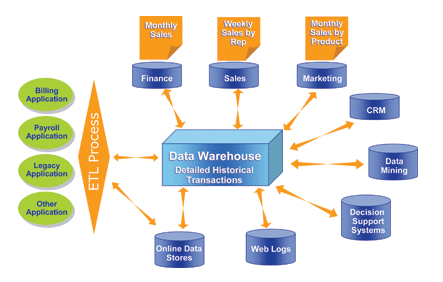 Monthly
Sales
Weekly
Sales by
Rep
Monthly
Sales by
Product
Finance
Sales
Marketing
Billing
Application
Payroll
Application
Legacy
Application
Other
Application
ETL Process
Data Warehouse
Detailed Historical
Transactions
CRM
Data
Mining
Decision
Support
Systems
Online Data
Stores
Web Logs